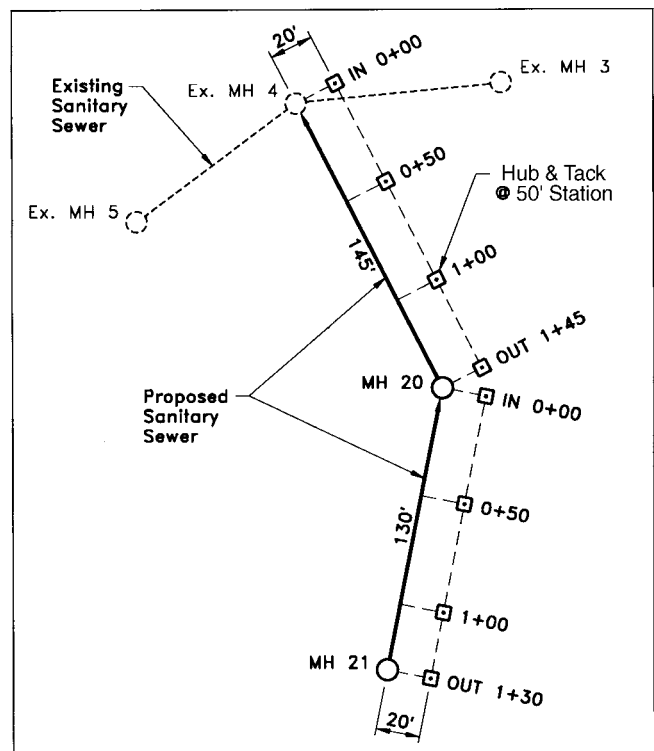 20'
IN 0+00
Existing
Sanitary
Sewer
Ex. MH 4
Ex. MH 3
0+50
Hub & Tack
@ 50' Station
Ex. MH 5
145'
1+00
OUT 1+45
MH 20
IN 0+00
Proposed
Sanitary
Sewer
0+50
130'
1+00
MH 21
OUT 1+30
20'